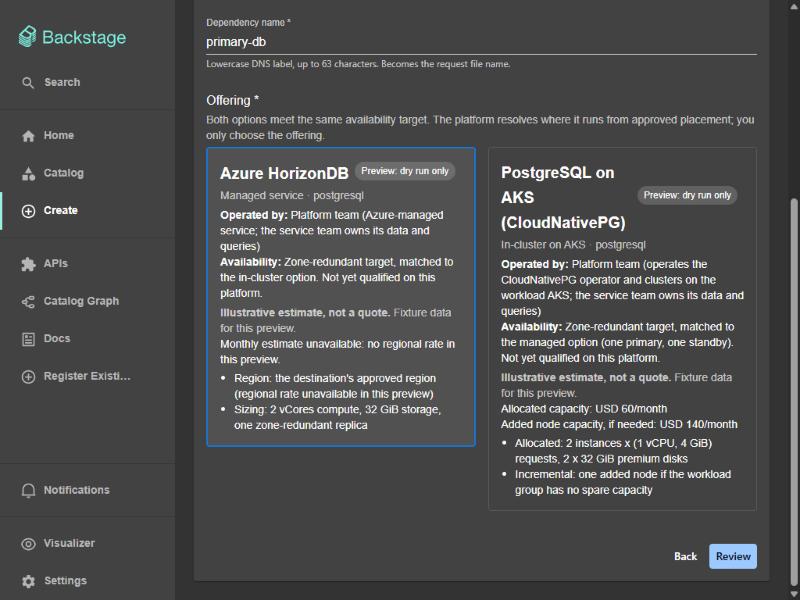 Backstage
Search
Home
Catalog
Create
APIs
Catalog Graph
Docs
Register Existi...
Notifications
Visualizer
Settings
Dependency name *
primary-db
Lowercase DNS label, up to 63 characters. Becomes the request file name.
Offering *
Both options meet the same availability target. The platform resolves where it runs from approved placement; you
only choose the offering.
Azure HorizonDB
Preview: dry run only
Managed service · postgresql
Operated by: Platform team (Azure-managed
service; the service team owns its data and
queries)
Availability: Zone-redundant target, matched to
the in-cluster option. Not yet qualified on this
platform.
Illustrative estimate, not a quote. Fixture data
for this preview.
Monthly estimate unavailable: no regional rate in
this preview.
• Region: the destination's approved region
(regional rate unavailable in this preview)
• Sizing: 2 vCores compute, 32 GiB storage,
one zone-redundant replica
PostgreSQL on
AKS
(CloudNativePG)
Preview: dry run only
In-cluster on AKS · postgresql
Operated by: Platform team (operates the
CloudNativePG operator and clusters on the
workload AKS; the service team owns its data and
queries)
Availability: Zone-redundant target, matched to
the managed option (one primary, one standby).
Not yet qualified on this platform.
Illustrative estimate, not a quote. Fixture data
for this preview.
Allocated capacity: USD 60/month
Added node capacity, if needed: USD 140/month
• Allocated: 2 instances x (1 vCPU, 4 GiB)
requests, 2 x 32 GiB premium disks
• Incremental: one added node if the workload
group has no spare capacity
Back
Review